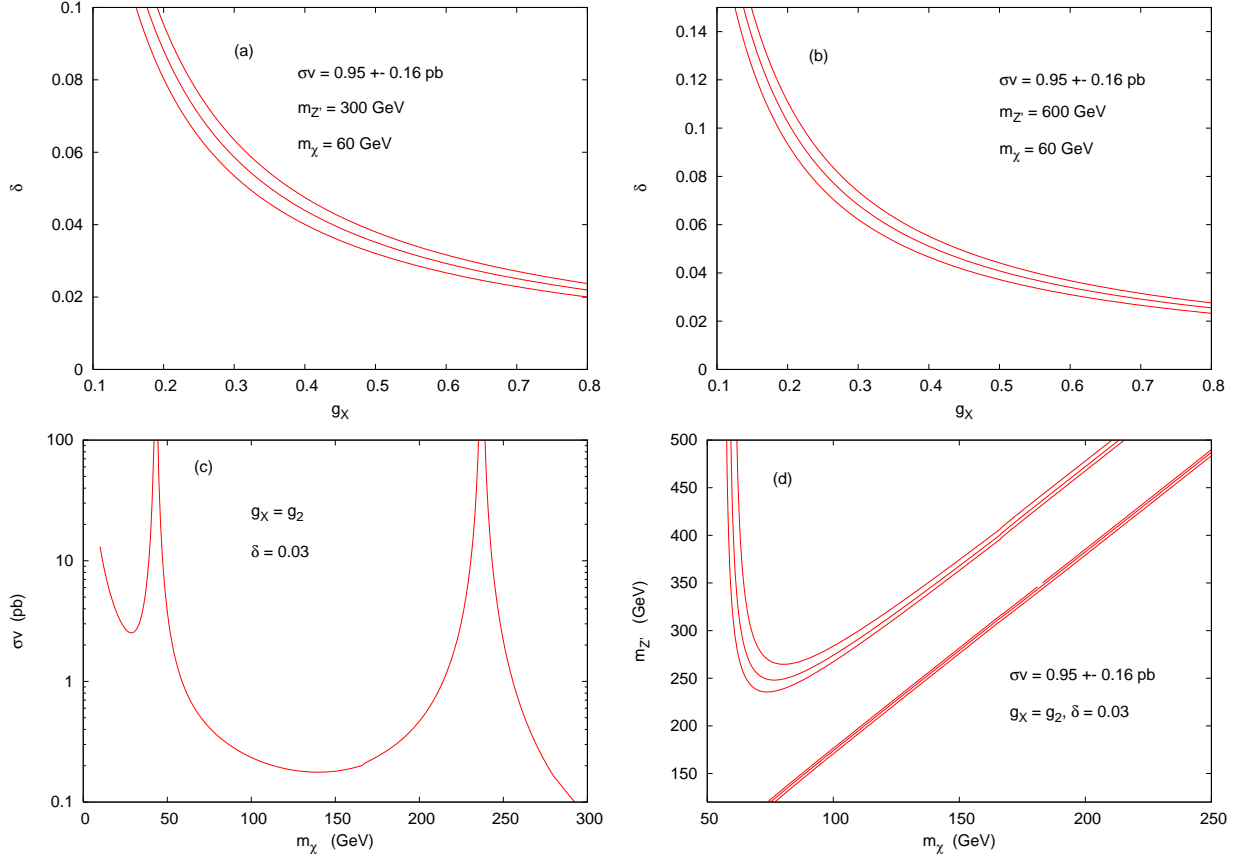 0.1
0.08
0.06
0.04
0.02
0
δ
(a)
σv = 0.95 +- 0.16 pb
m_Z' = 300 GeV
m_χ = 60 GeV
0.1 0.2 0.3 0.4 0.5 0.6 0.7 0.8
g_X
0.14
0.12
0.1
0.08
0.06
0.04
0.02
0
δ
(b)
σv = 0.95 +- 0.16 pb
m_Z' = 600 GeV
m_χ = 60 GeV
0.1 0.2 0.3 0.4 0.5 0.6 0.7 0.8
g_X
100
10
1
0.1
σv (pb)
(c)
g_X = g_2
δ = 0.03
0 50 100 150 200 250 300
m_χ (GeV)
500
450
400
350
300
250
200
150
m_Z' (GeV)
(d)
σv = 0.95 +- 0.16 pb
g_X = g_2, δ = 0.03
50 100 150 200 250
m_χ (GeV)